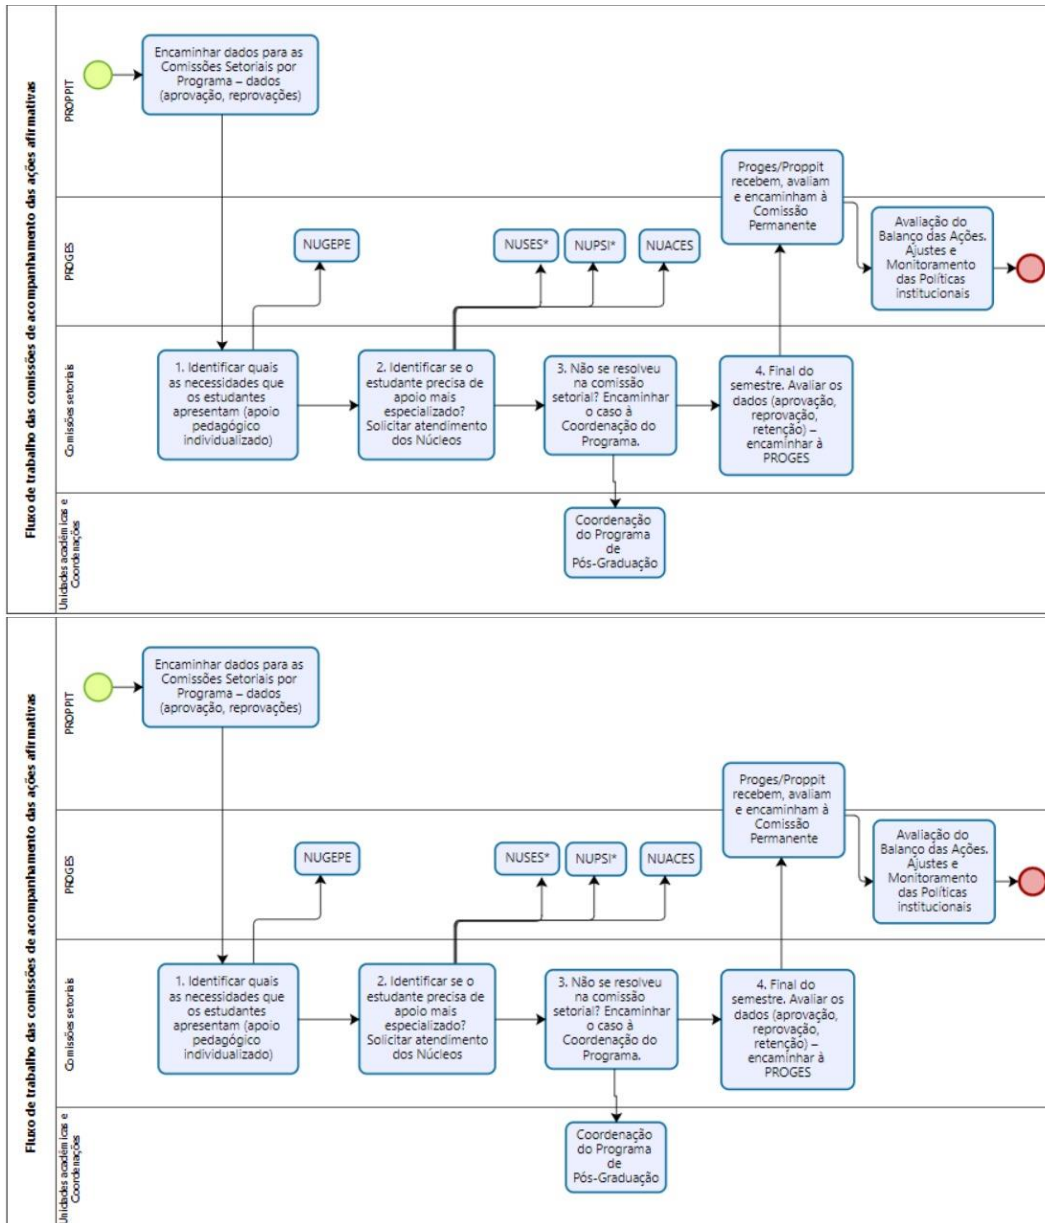 Fluxo de trabalho das comissões de acompanhamento das ações afirmativas
PROPPIT
Encaminhar dados para as
Comissões Setoriais por
Programa – dados
(aprovação, reprovações)
Proges/Proppit
recebem, avaliam
e encaminham à
Comissão
Permanente
PROGES
NUGEPE
NUSES*
NUPSI*
NUACES
Avaliação do
Balanço das Ações.
Ajustes e
Monitoramento
das Políticas
institucionais
Comissões setoriais
1. Identificar quais
as necessidades que
os estudantes
apresentam (apoio
pedagógico
individualizado)
2. Identificar se o
estudante precisa de
apoio mais
especializado?
Solicitar atendimento
dos Núcleos
3. Não se resolveu
na comissão
setorial? Encaminhar
o caso à
Coordenação do
Programa.
4. Final do
semestre. Avaliar os
dados (aprovação,
reprovação,
retenção) –
encaminhar à
PROGES
Unidades acadêmicas e
Coordenações
Coordenação
do Programa
de
Pós-Graduação
Fluxo de trabalho das comissões de acompanhamento das ações afirmativas
PROPPIT
Encaminhar dados para as
Comissões Setoriais por
Programa – dados
(aprovação, reprovações)
Proges/Proppit
recebem, avaliam
e encaminham à
Comissão
Permanente
PROGES
NUGEPE
NUSES*
NUPSI*
NUACES
Avaliação do
Balanço das Ações.
Ajustes e
Monitoramento
das Políticas
institucionais
Comissões setoriais
1. Identificar quais
as necessidades que
os estudantes
apresentam (apoio
pedagógico
individualizado)
2. Identificar se o
estudante precisa de
apoio mais
especializado?
Solicitar atendimento
dos Núcleos
3. Não se resolveu
na comissão
setorial? Encaminhar
o caso à
Coordenação do
Programa.
4. Final do
semestre. Avaliar os
dados (aprovação,
reprovação,
retenção) –
encaminhar à
PROGES
Unidades acadêmicas e
Coordenações
Coordenação
do Programa
de
Pós-Graduação